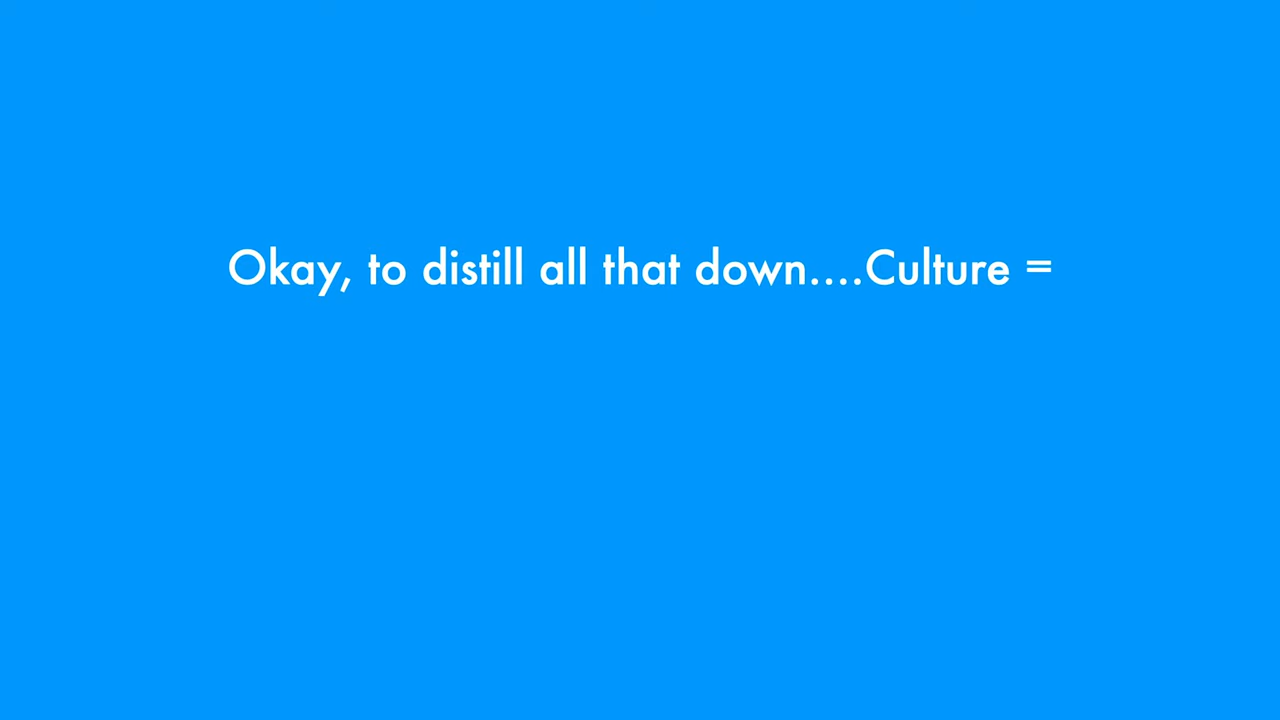 Okay, to distill all that down....Culture =